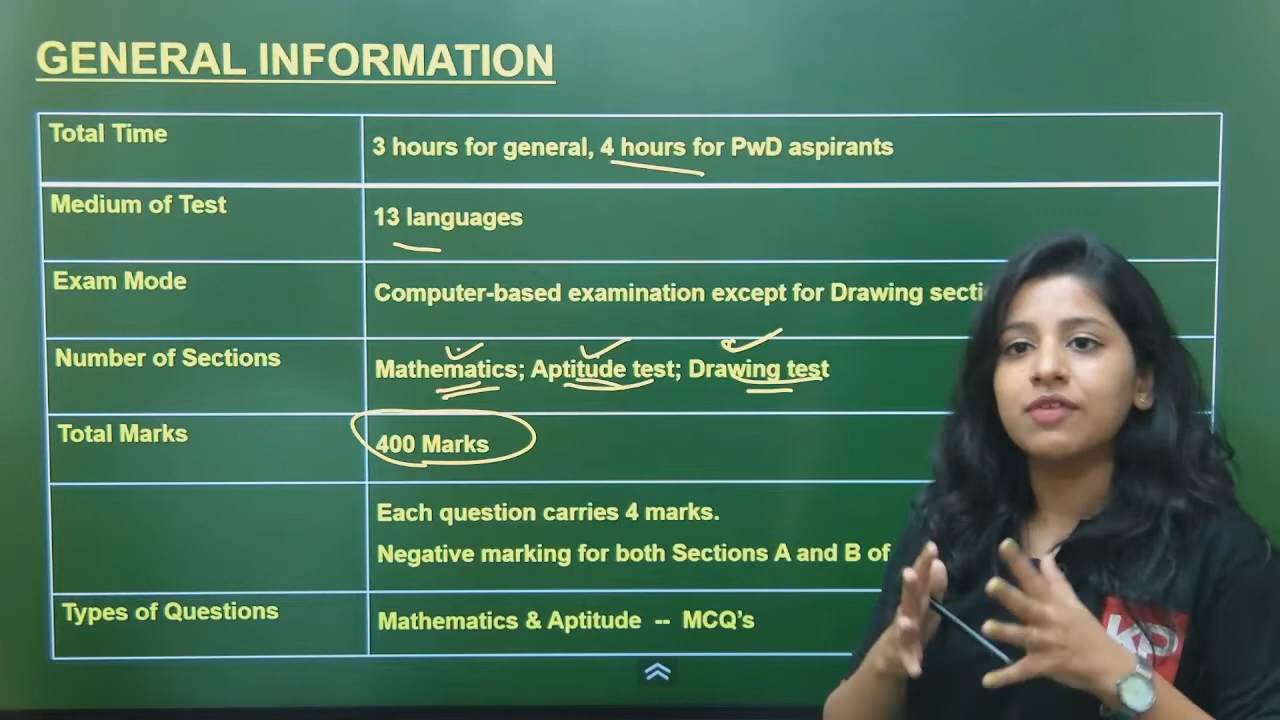 GENERAL INFORMATION
Total Time
3 hours for general, 4 hours for PwD aspirants
Medium of Test
13 languages
Exam Mode
Computer-based examination except for Drawing
Number of Sections
Mathematics; Aptitude test; Drawing test
Total Marks
400 Marks
Each question carries 4 marks.
Negative marking for both Sections A and B of
Types of Questions
Mathematics & Aptitude -- MCQ's